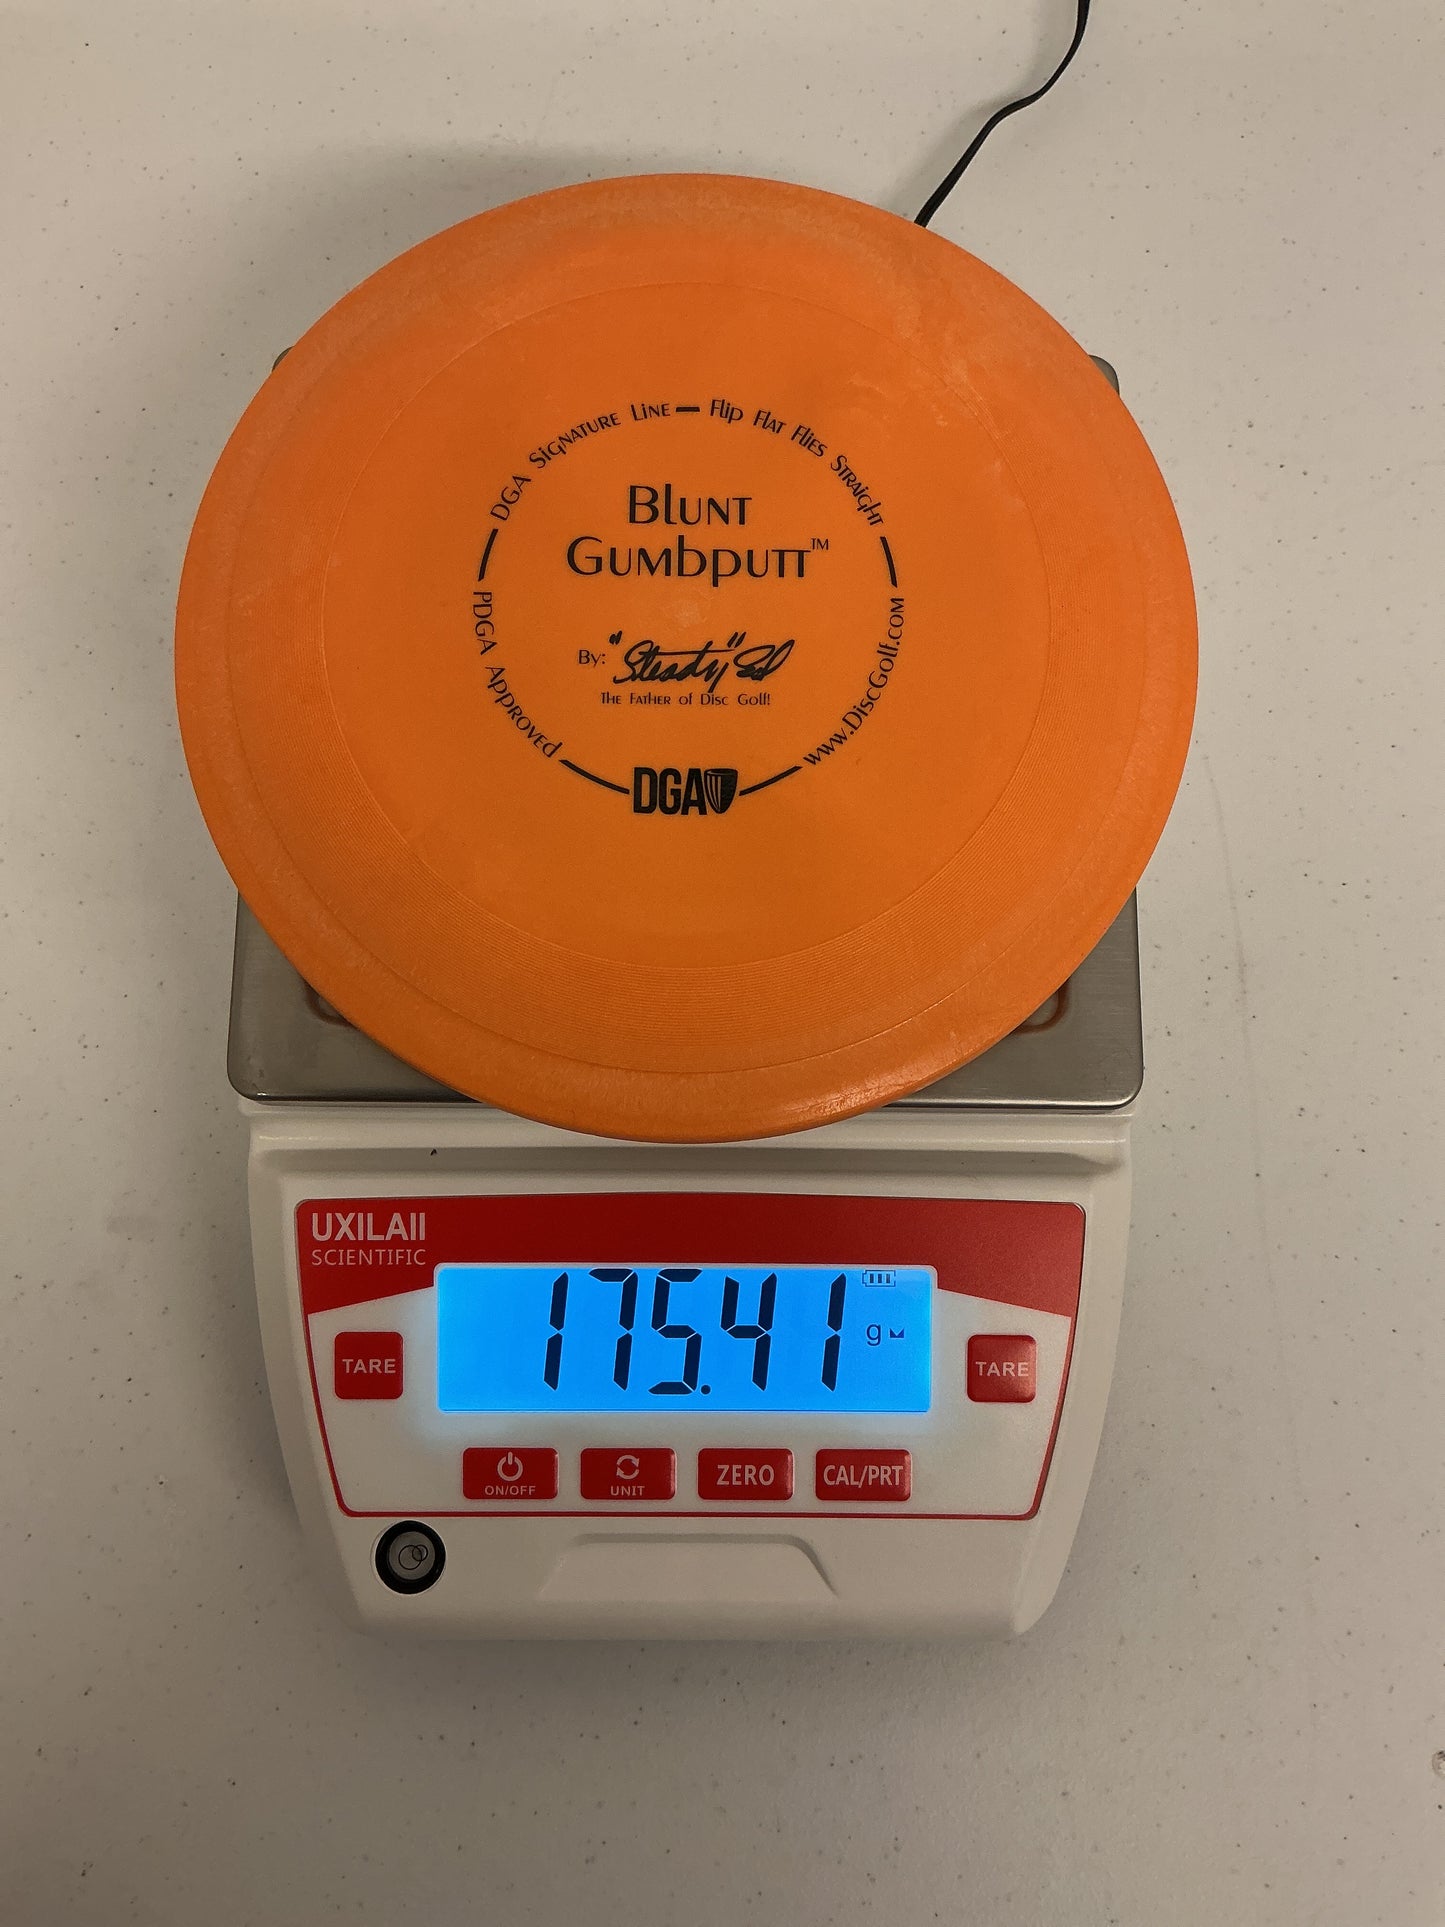 DGA Signature Line — Flip Flat Flies Straight
Blunt
Gumbputt™
By: "Steady" Ed
The Father of Disc Golf!
PDGA Approved
www.DiscGolf.com
DGA
UXILAII
SCIENTIFIC
175.41 g
TARE
TARE
ON/OFF
UNIT
ZERO
CAL/PRT